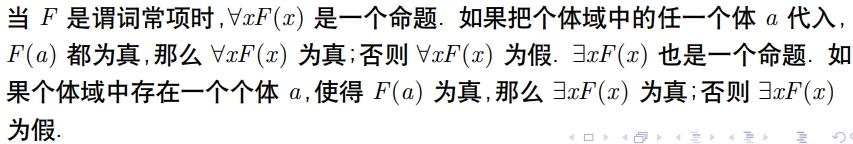 当 F 是谓词常项时,∀xF(x) 是一个命题. 如果把个体域中的任一个体 a 代入,
F(a) 都为真,那么 ∀xF(x) 为真;否则 ∀xF(x) 为假. ∃xF(x) 也是一个命题. 如
果个体域中存在一个个体 a,使得 F(a) 为真,那么 ∃xF(x) 为真;否则 ∃xF(x)
为假.